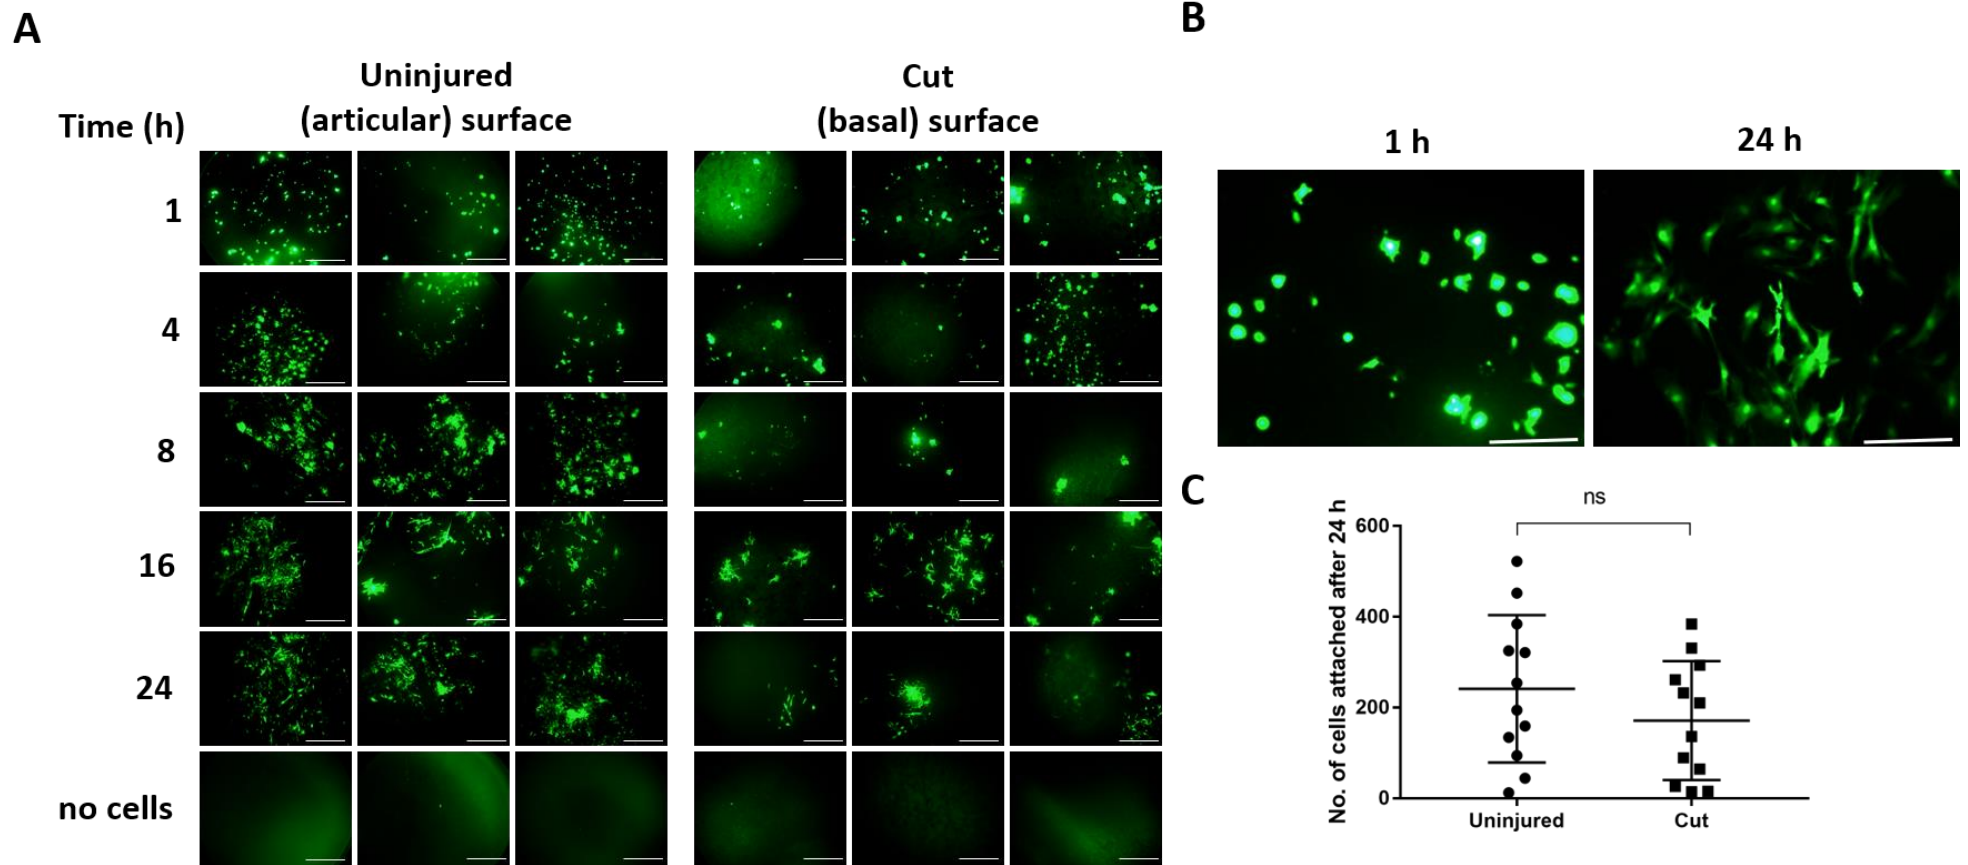 A
Uninjured
(articular) surface
Cut
(basal) surface
Time (h)
1
4
8
16
24
no cells
B
1 h
24 h
C
ns
No. of cells attached after 24 h
600
400
200
0
Uninjured
Cut